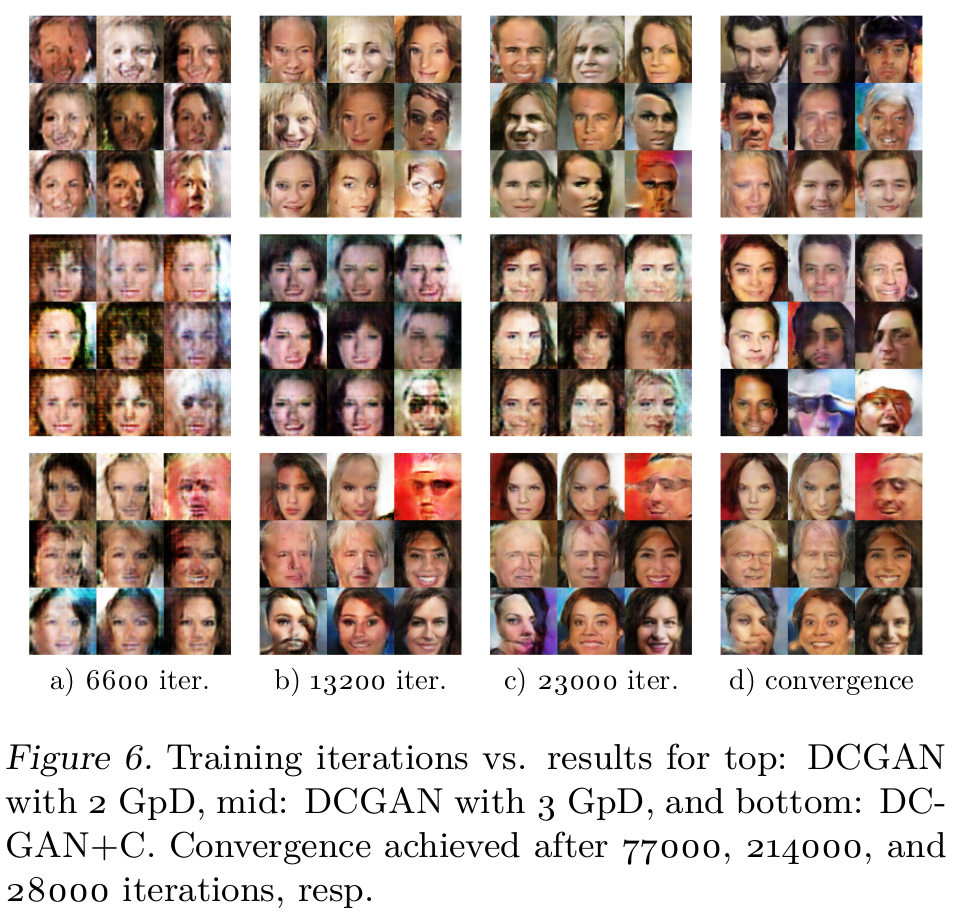 a) 6600 iter.
b) 13200 iter.
c) 23000 iter.
d) convergence
Figure 6. Training iterations vs. results for top: DCGAN
with 2 GpD, mid: DCGAN with 3 GpD, and bottom: DC-
GAN+C. Convergence achieved after 77000, 214000, and
28000 iterations, resp.